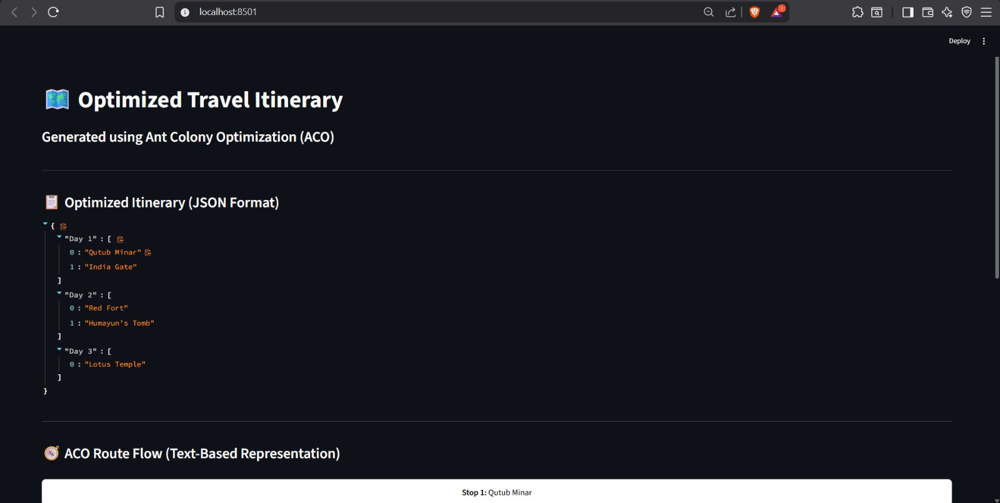 localhost:8501
1
Deploy
Optimized Travel Itinerary
Generated using Ant Colony Optimization (ACO)
Optimized Itinerary (JSON Format)
{
"Day 1" : [
0 : "Qutub Minar"
1 : "India Gate"
]
"Day 2" : [
0 : "Red Fort"
1 : "Humayun’s Tomb"
]
"Day 3" : [
0 : "Lotus Temple"
]
}
ACO Route Flow (Text-Based Representation)
Stop 1: Qutub Minar